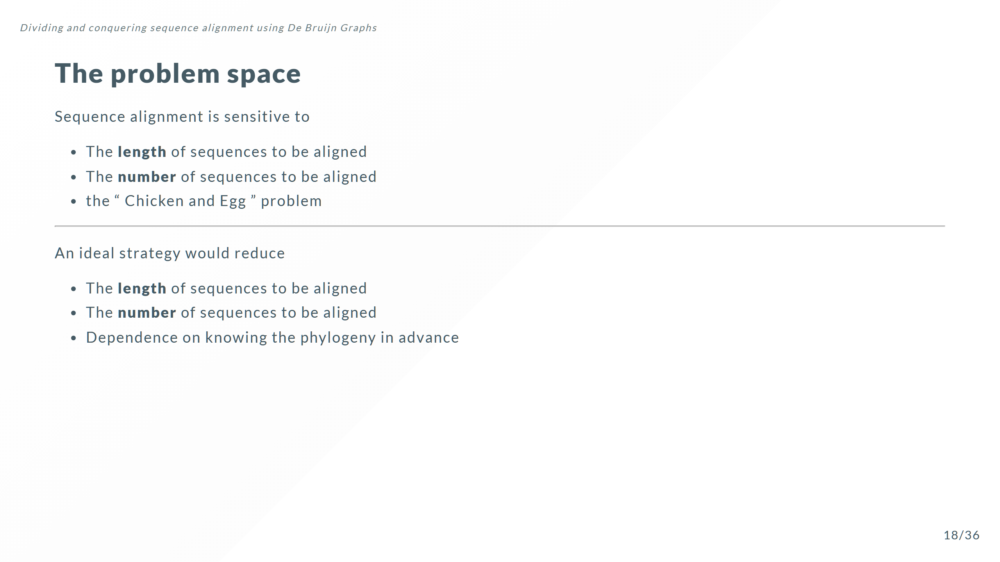 Dividing and conquering sequence alignment using De Bruijn Graphs
The problem space
Sequence alignment is sensitive to
• The length of sequences to be aligned
• The number of sequences to be aligned
• the “ Chicken and Egg ” problem
An ideal strategy would reduce
• The length of sequences to be aligned
• The number of sequences to be aligned
• Dependence on knowing the phylogeny in advance
18/36